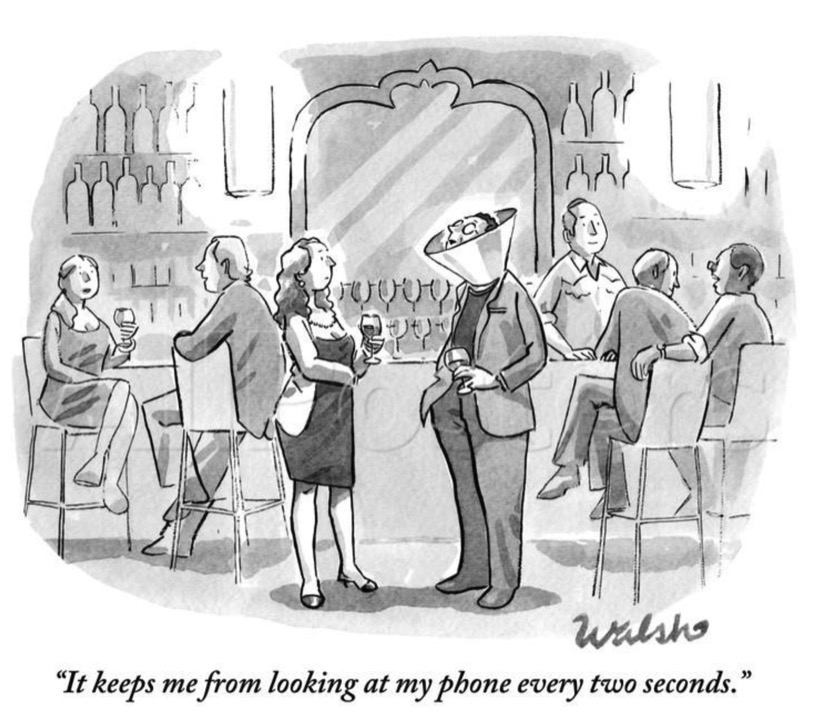 Walsh
“It keeps me from looking at my phone every two seconds.”